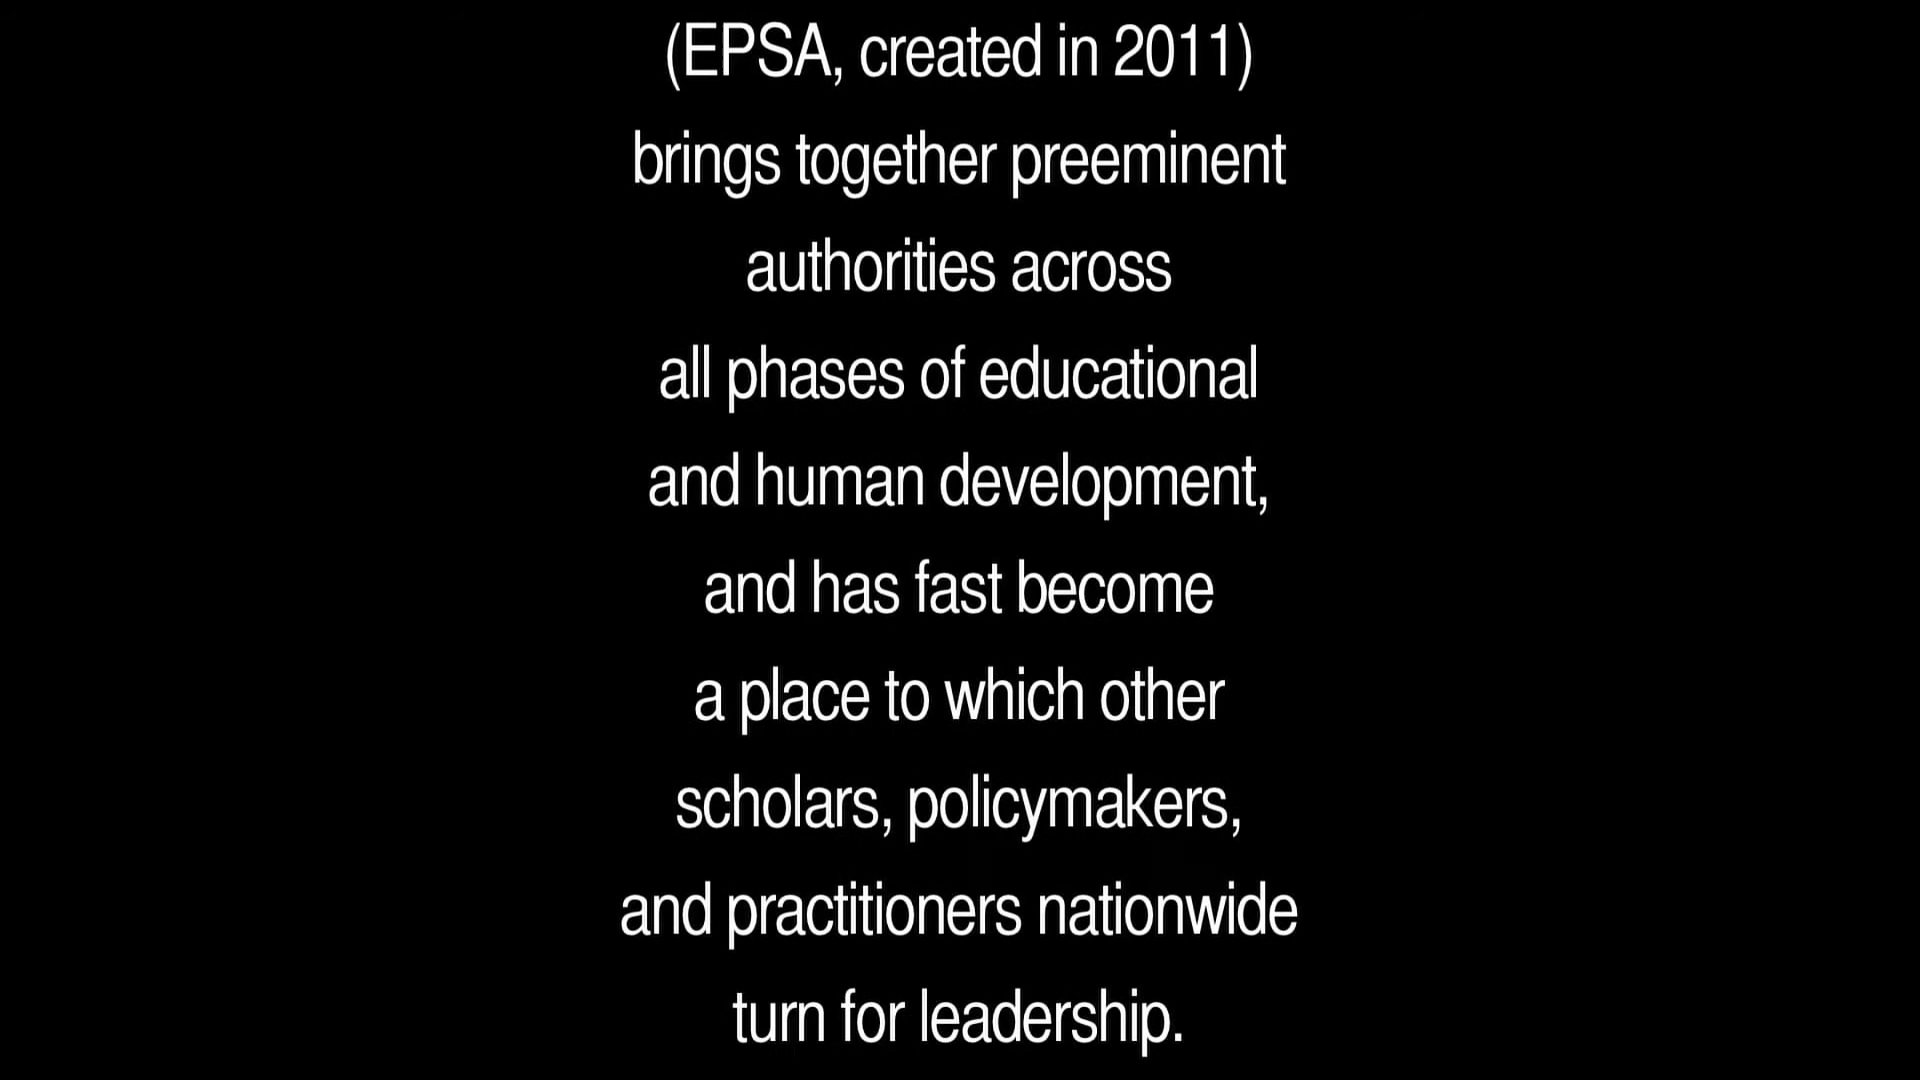 (EPSA, created in 2011)
brings together preeminent
authorities across
all phases of educational
and human development,
and has fast become
a place to which other
scholars, policymakers,
and practitioners nationwide
turn for leadership.